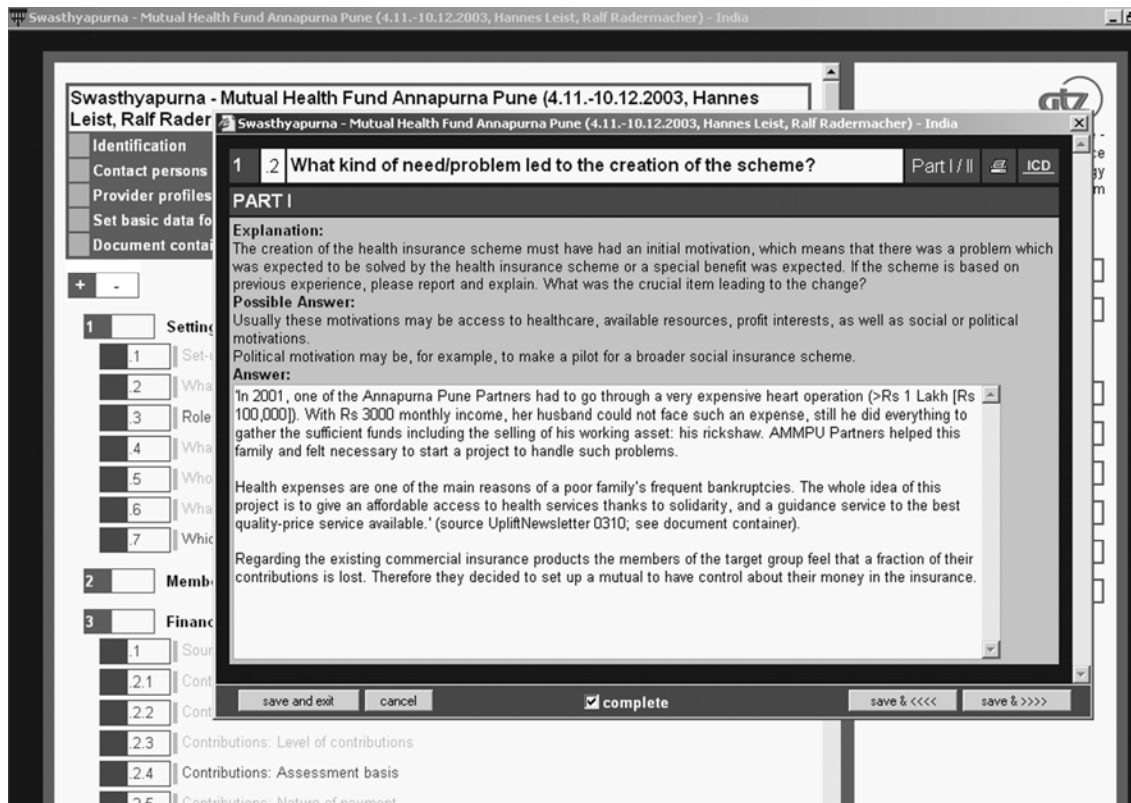 Swasthyapurna - Mutual Health Fund Annapurna Pune (4.11.-10.12.2003, Hannes Leist, Ralf Radermacher) - India
Swasthyapurna - Mutual Health Fund Annapurna Pune (4.11.-10.12.2003, Hannes
Leist, Ralf Rader
gtz
Identification
Contact persons
Provider profiles
Set basic data fo
Document contai
+ -
1 Setting
.1 Set-u
.2 Wha
.3 Role
.4 Wha
.5 Who
.6 Wha
.7 Whic
2 Membe
3 Financ
.1 Sour
.2.1 Cont
.2.2 Cont
.2.3 Contributions: Level of contributions
.2.4 Contributions: Assessment basis
.2.5 Contributions: Nature of payment
Swasthyapurna - Mutual Health Fund Annapurna Pune (4.11.-10.12.2003, Hannes Leist, Ralf Radermacher) - India
1 .2 What kind of need/problem led to the creation of the scheme? Part I / II ICD
PART I
Explanation:
The creation of the health insurance scheme must have had an initial motivation, which means that there was a problem which
was expected to be solved by the health insurance scheme or a special benefit was expected. If the scheme is based on
previous experience, please report and explain. What was the crucial item leading to the change?
Possible Answer:
Usually these motivations may be access to healthcare, available resources, profit interests, as well as social or political
motivations.
Political motivation may be, for example, to make a pilot for a broader social insurance scheme.
Answer:
'In 2001, one of the Annapurna Pune Partners had to go through a very expensive heart operation (>Rs 1 Lakh [Rs
100,000]). With Rs 3000 monthly income, her husband could not face such an expense, still he did everything to
gather the sufficient funds including the selling of his working asset: his rickshaw. AMMPU Partners helped this
family and felt necessary to start a project to handle such problems.
Health expenses are one of the main reasons of a poor family's frequent bankruptcies. The whole idea of this
project is to give an affordable access to health services thanks to solidarity, and a guidance service to the best
quality-price service available.' (source UpliftNewsletter 0310; see document container).
Regarding the existing commercial insurance products the members of the target group feel that a fraction of their
contributions is lost. Therefore they decided to set up a mutual to have control about their money in the insurance.
save and exit cancel complete save & <<<< save & >>>>